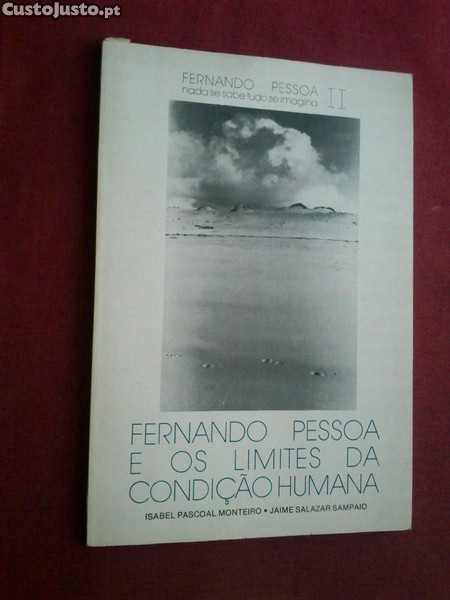 CustoJusto.pt
FERNANDO PESSOA II
nada se sabe tudo se imagina
FERNANDO PESSOA
E OS LIMITES DA
CONDIÇÃO HUMANA
ISABEL PASCOAL MONTEIRO • JAIME SALAZAR SAMPAIO